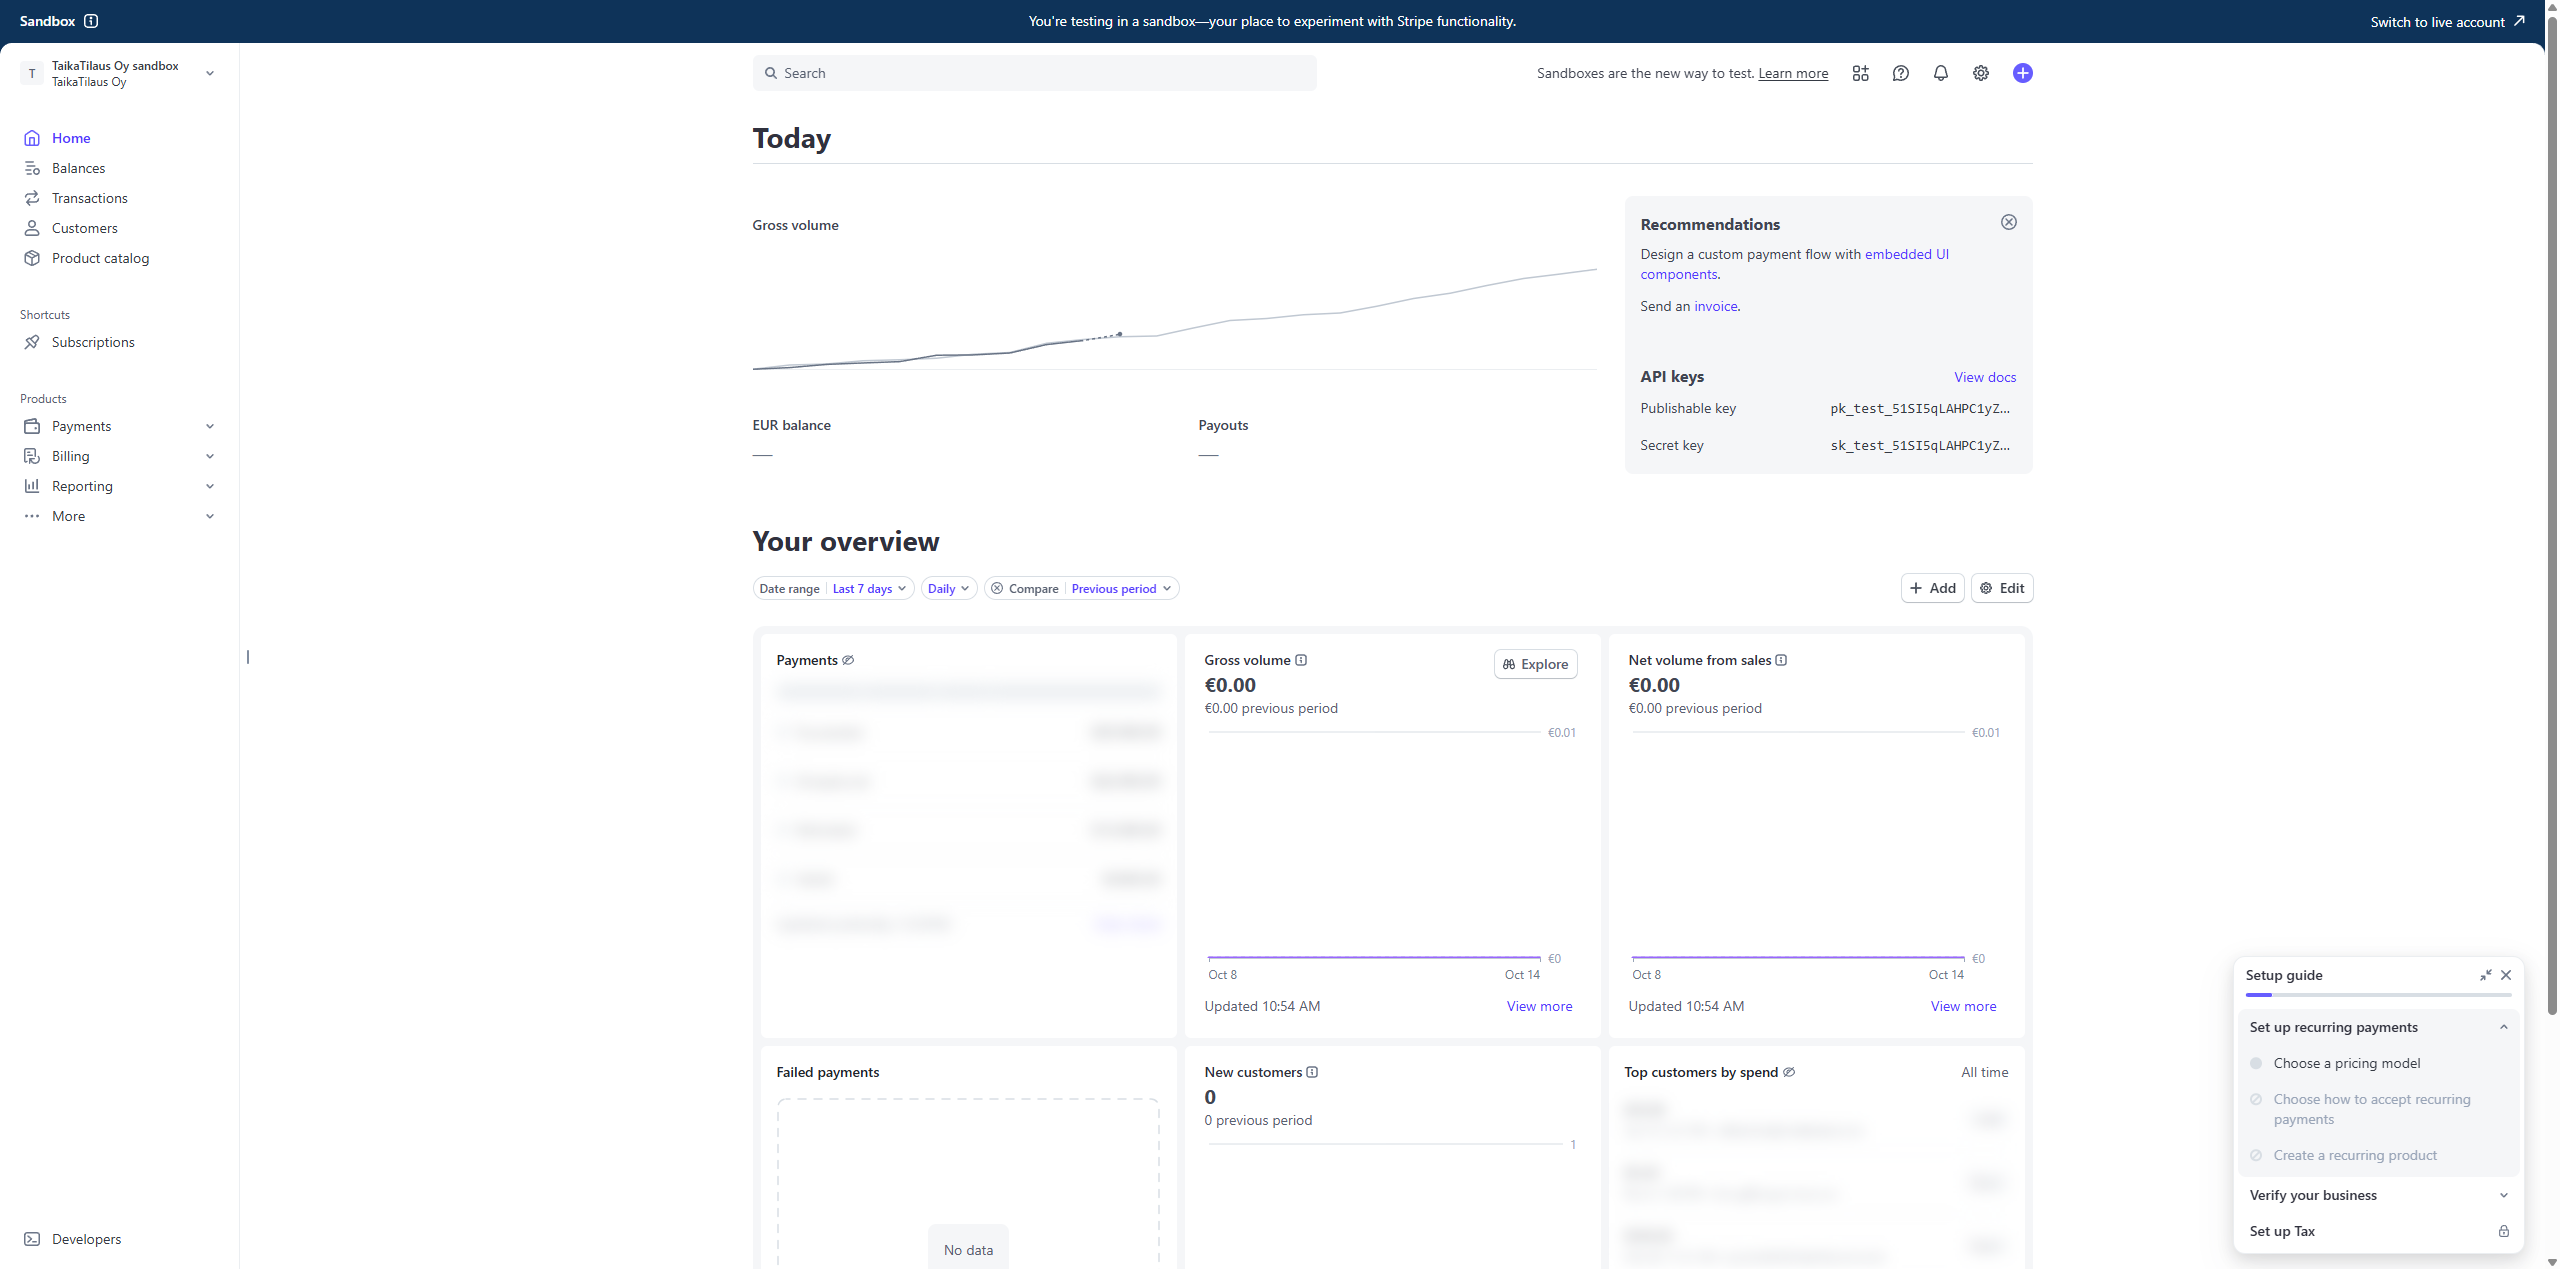 Sandbox
You're testing in a sandbox—your place to experiment with Stripe functionality.
Switch to live account
T
TaikaTilaus Oy sandbox
TaikaTilaus Oy
Search
Sandboxes are the new way to test. Learn more
Home
Balances
Transactions
Customers
Product catalog
Shortcuts
Subscriptions
Products
Payments
Billing
Reporting
More
Developers
Today
Gross volume
EUR balance
—
Payouts
—
Recommendations
Design a custom payment flow with embedded UI
components.
Send an invoice.
API keys
View docs
Publishable key
pk_test_51SI5qLAHPC1yZ...
Secret key
sk_test_51SI5qLAHPC1yZ...
Your overview
Date range Last 7 days
Daily
Compare Previous period
Add
Edit
Payments
Gross volume
Explore
€0.00
€0.00 previous period
€0.01
€0
Oct 8
Oct 14
Updated 10:54 AM
View more
Net volume from sales
€0.00
€0.00 previous period
€0.01
€0
Oct 8
Oct 14
Updated 10:54 AM
View more
Failed payments
No data
New customers
0
0 previous period
1
Top customers by spend
All time
Setup guide
Set up recurring payments
Choose a pricing model
Choose how to accept recurring
payments
Create a recurring product
Verify your business
Set up Tax